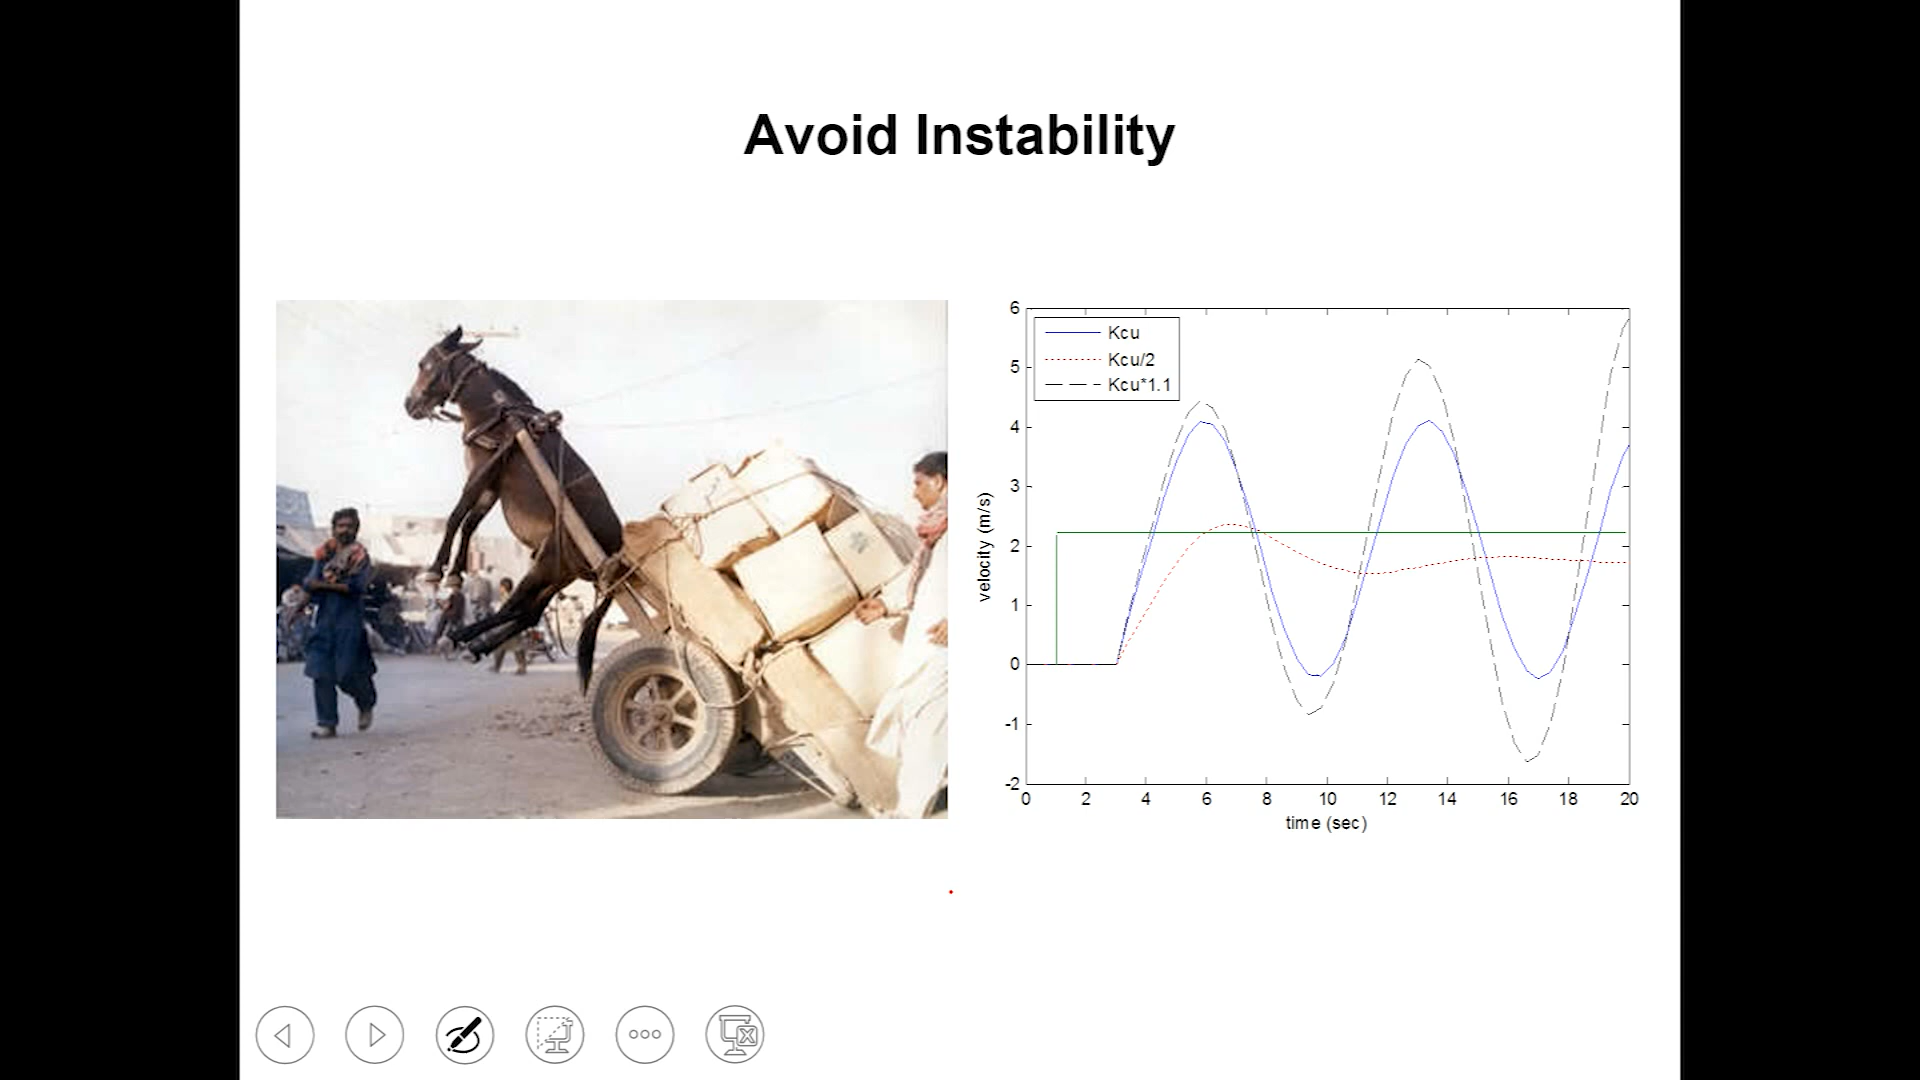 Avoid Instability
Kcu
Kcu/2
Kcu*1.1
6
5
4
3
2
1
0
-1
-2
velocity (m/s)
0 2 4 6 8 10 12 14 16 18 20
time (sec)